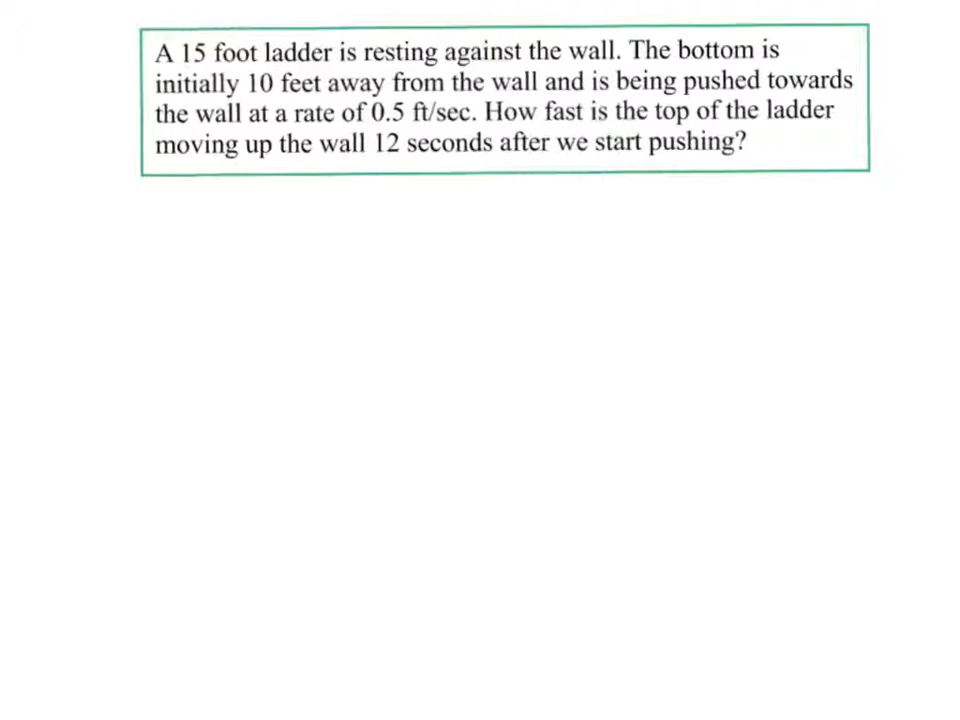 A 15 foot ladder is resting against the wall. The bottom is
initially 10 feet away from the wall and is being pushed towards
the wall at a rate of 0.5 ft/sec. How fast is the top of the ladder
moving up the wall 12 seconds after we start pushing?